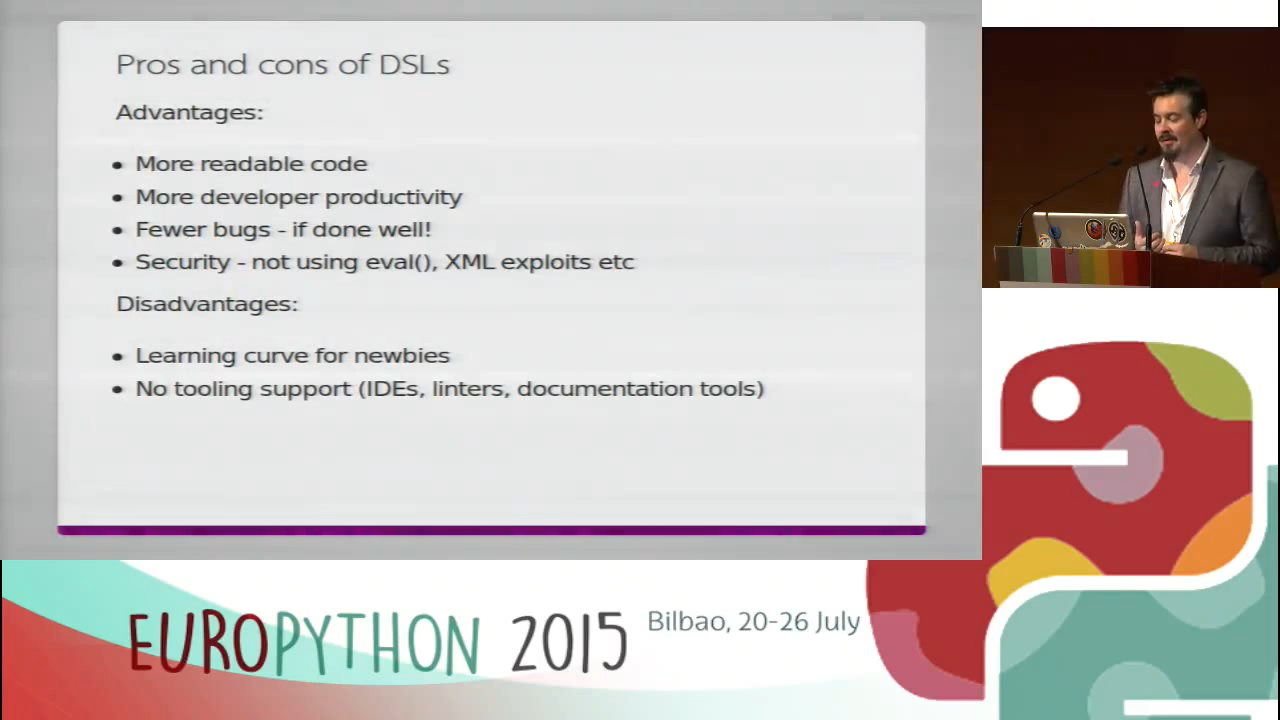 Pros and cons of DSLs
Advantages:
• More readable code
• More developer productivity
• Fewer bugs - if done well!
• Security - not using eval(), XML exploits etc
Disadvantages:
• Learning curve for newbies
• No tooling support (IDEs, linters, documentation tools)
EUROPYTHON 2015
Bilbao, 20-26 July